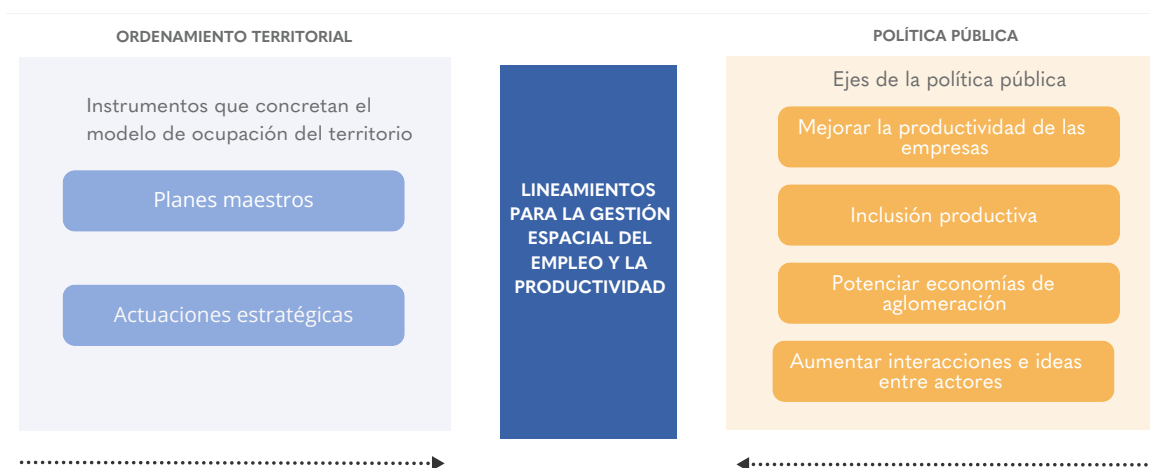 ORDENAMIENTO TERRITORIAL
Instrumentos que concretan el
modelo de ocupación del territorio
Planes maestros
Actuaciones estratégicas
LINEAMIENTOS
PARA LA GESTIÓN
ESPACIAL DEL
EMPLEO Y LA
PRODUCTIVIDAD
POLÍTICA PÚBLICA
Ejes de la política pública
Mejorar la productividad de las
empresas
Inclusión productiva
Potenciar economías de
aglomeración
Aumentar interacciones e ideas
entre actores